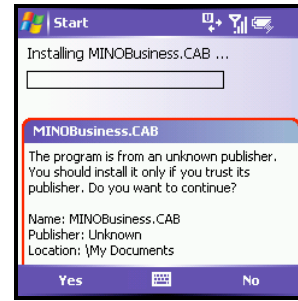 Start
Installing MINOBusiness.CAB ...
MINOBusiness.CAB
The program is from an unknown publisher.
You should install it only if you trust its
publisher. Do you want to continue?
Name: MINOBusiness.CAB
Publisher: Unknown
Location: \My Documents
Yes
No